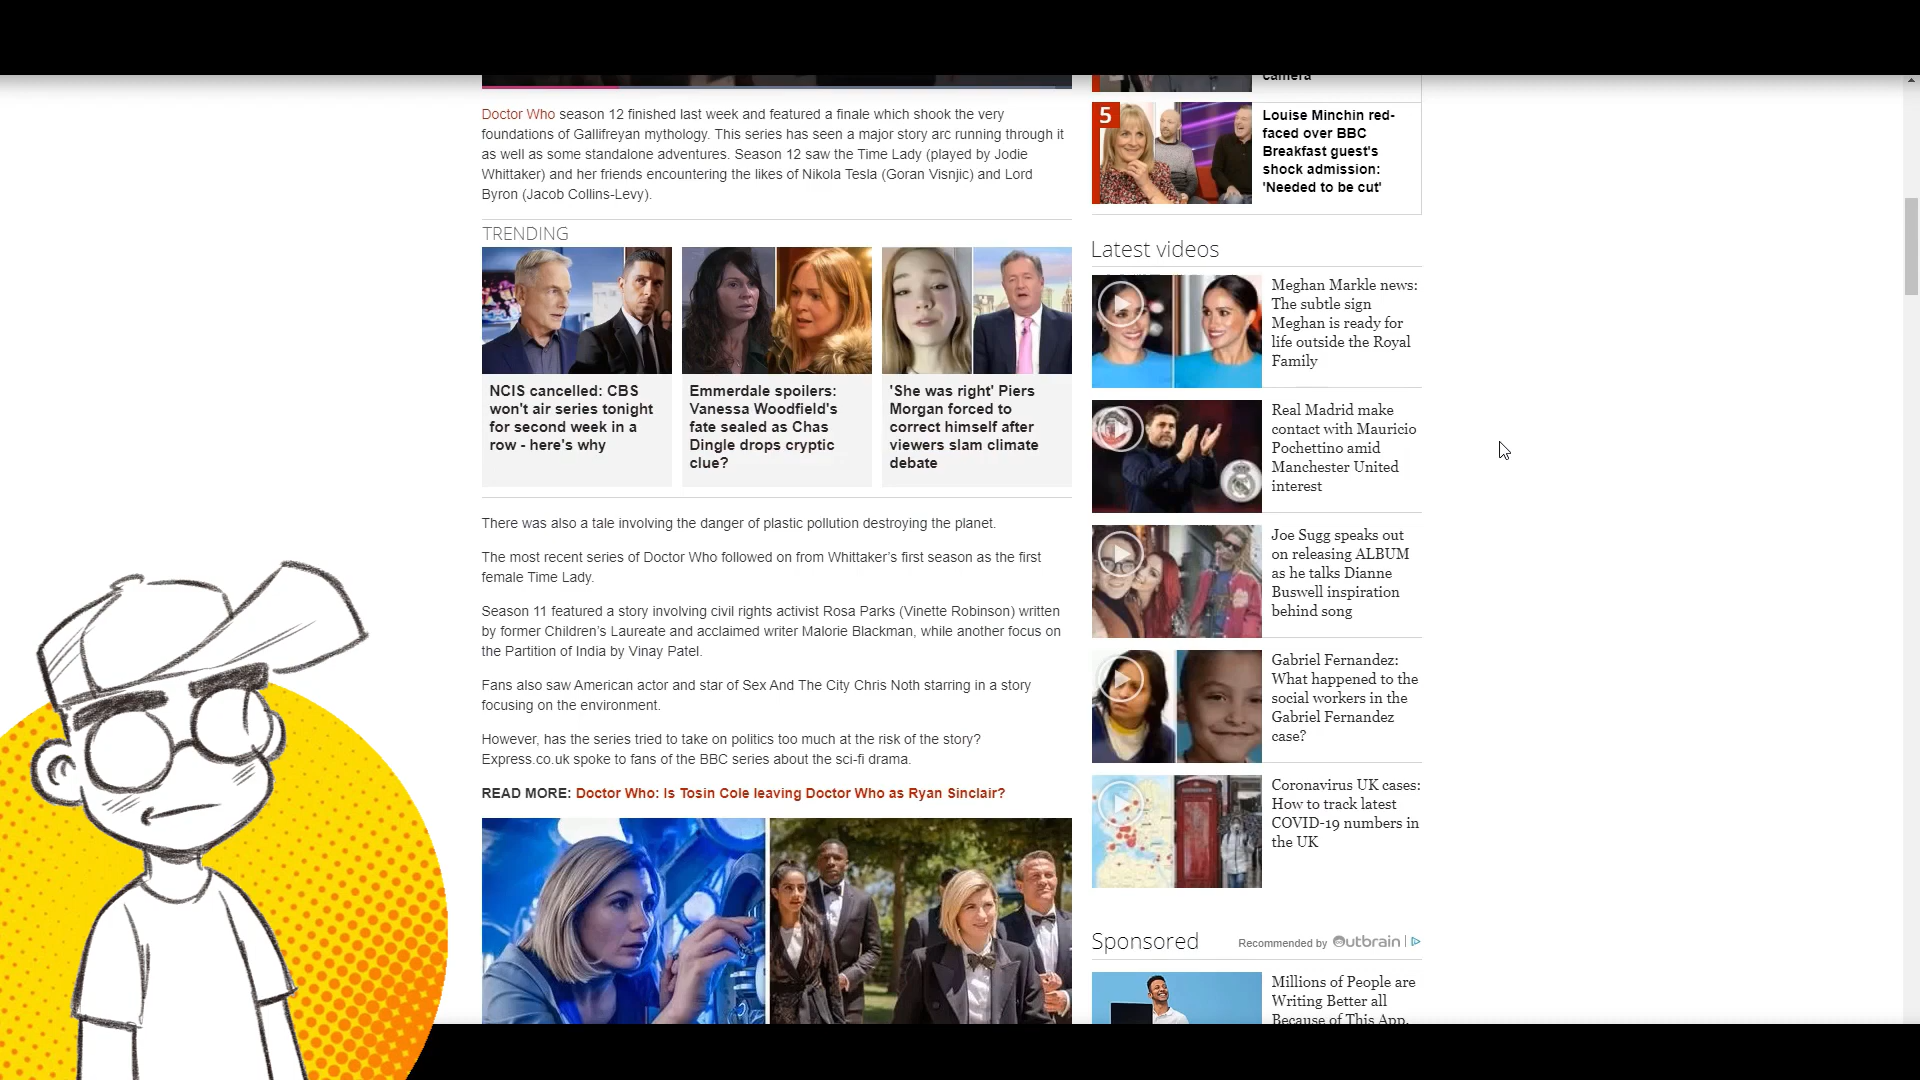 Doctor Who season 12 finished last week and featured a finale which shook the very
foundations of Gallifreyan mythology. This series has seen a major story arc running through it
as well as some standalone adventures. Season 12 saw the Time Lady (played by Jodie
Whittaker) and her friends encountering the likes of Nikola Tesla (Goran Visnjic) and Lord
Byron (Jacob Collins-Levy).
TRENDING
NCIS cancelled: CBS
won't air series tonight
for second week in a
row - here's why
Emmerdale spoilers:
Vanessa Woodfield's
fate sealed as Chas
Dingle drops cryptic
clue?
'She was right' Piers
Morgan forced to
correct himself after
viewers slam climate
debate
There was also a tale involving the danger of plastic pollution destroying the planet.
The most recent series of Doctor Who followed on from Whittaker’s first season as the first
female Time Lady.
Season 11 featured a story involving civil rights activist Rosa Parks (Vinette Robinson) written
by former Children’s Laureate and acclaimed writer Malorie Blackman, while another focus on
the Partition of India by Vinay Patel.
Fans also saw American actor and star of Sex And The City Chris Noth starring in a story
focusing on the environment.
However, has the series tried to take on politics too much at the risk of the story?
Express.co.uk spoke to fans of the BBC series about the sci-fi drama.
READ MORE: Doctor Who: Is Tosin Cole leaving Doctor Who as Ryan Sinclair?
camera
5
Louise Minchin red-
faced over BBC
Breakfast guest's
shock admission:
'Needed to be cut'
Latest videos
Meghan Markle news:
The subtle sign
Meghan is ready for
life outside the Royal
Family
Real Madrid make
contact with Mauricio
Pochettino amid
Manchester United
interest
Joe Sugg speaks out
on releasing ALBUM
as he talks Dianne
Buswell inspiration
behind song
Gabriel Fernandez:
What happened to the
social workers in the
Gabriel Fernandez
case?
Coronavirus UK cases:
How to track latest
COVID-19 numbers in
the UK
Sponsored
Recommended by Outbrain
Millions of People are
Writing Better all
Because of This App.